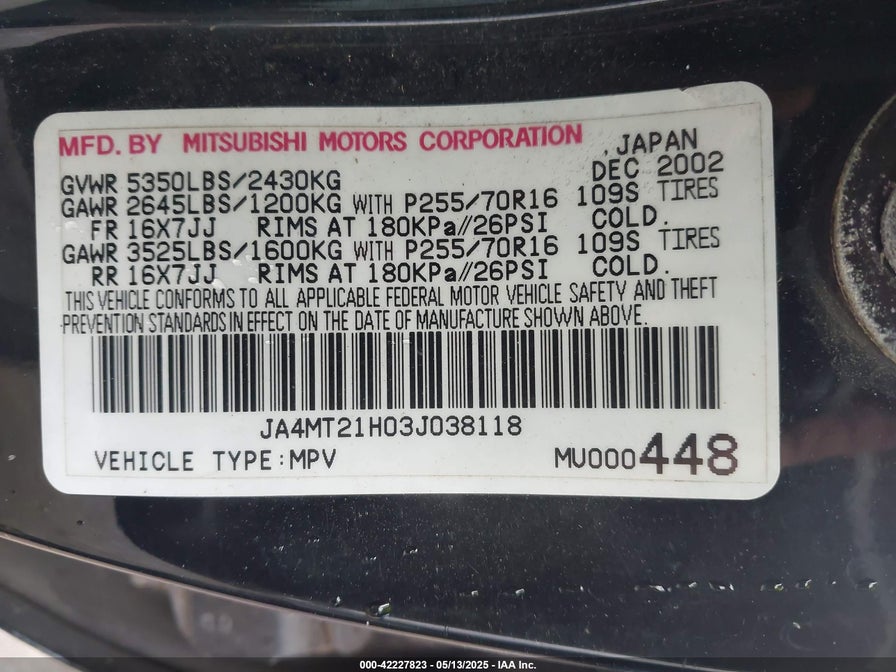 MFD. BY MITSUBISHI MOTORS CORPORATION , JAPAN
DEC 2002
GVWR 5350LBS/2430KG
GAWR 2645LBS/1200KG WITH P255/70R16 109S TIRES
FR 16X7JJ RIMS AT 180KPa//26PSI COLD.
GAWR 3525LBS/1600KG WITH P255/70R16 109S TIRES
RR 16X7JJ RIMS AT 180KPa//26PSI COLD.
THIS VEHICLE CONFORMS TO ALL APPLICABLE FEDERAL MOTOR VEHICLE SAFETY AND THEFT
PREVENTION STANDARDS IN EFFECT ON THE DATE OF MANUFACTURE SHOWN ABOVE.
JA4MT21H03J038118
VEHICLE TYPE:MPV MU000448
000-42227823 - 05/13/2025 - IAA Inc.